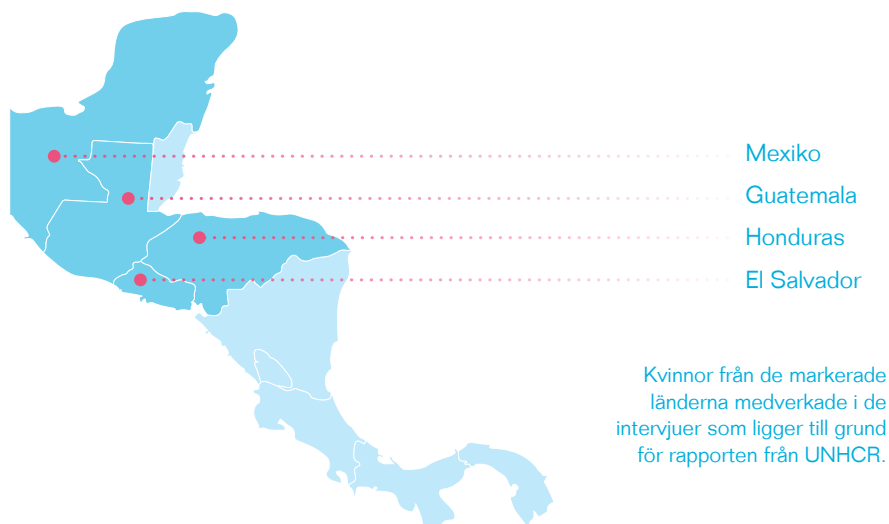 Mexiko
Guatemala
Honduras
El Salvador
Kvinnor från de markerade
länderna medverkade i de
intervjuer som ligger till grund
för rapporten från UNHCR.